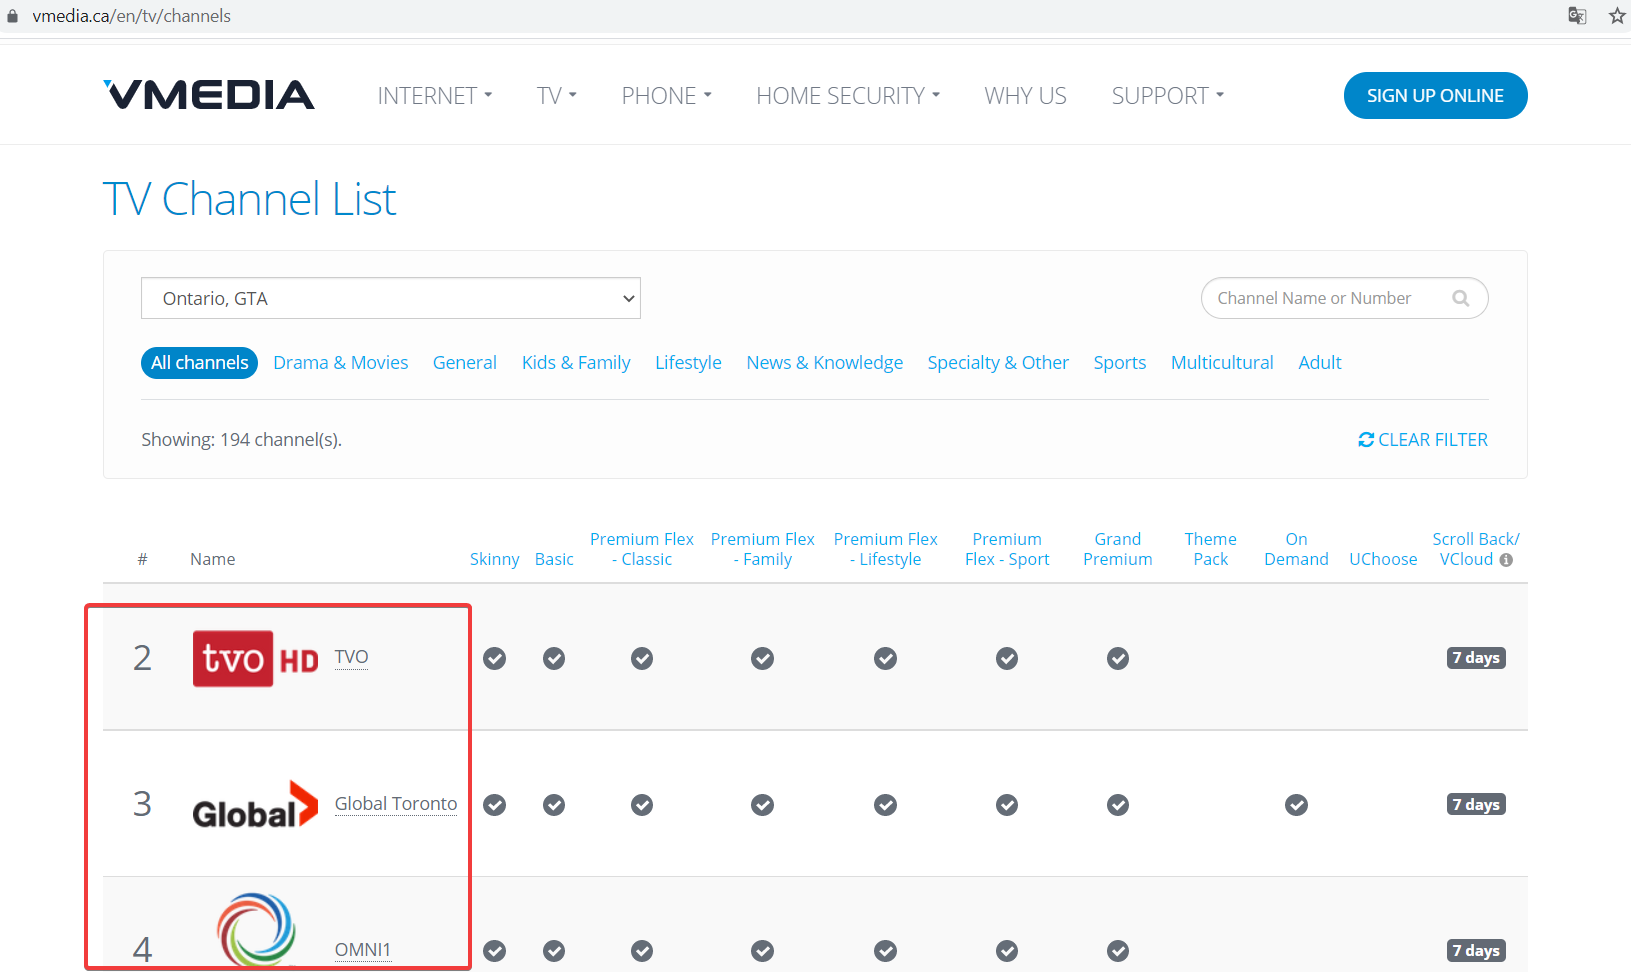 vmedia.ca/en/tv/channels
VMEDIA
INTERNET
TV
PHONE
HOME SECURITY
WHY US
SUPPORT
SIGN UP ONLINE
TV Channel List
Ontario, GTA
Channel Name or Number
All channels
Drama & Movies
General
Kids & Family
Lifestyle
News & Knowledge
Specialty & Other
Sports
Multicultural
Adult
Showing: 194 channel(s).
CLEAR FILTER
#
Name
Skinny
Basic
Premium Flex
- Classic
Premium Flex
- Family
Premium Flex
- Lifestyle
Premium
Flex - Sport
Grand
Premium
Theme
Pack
On
Demand
UChoose
Scroll Back/
VCloud
2
tvo HD
TVO
7 days
3
Global
Global Toronto
7 days
4
OMNI1
7 days